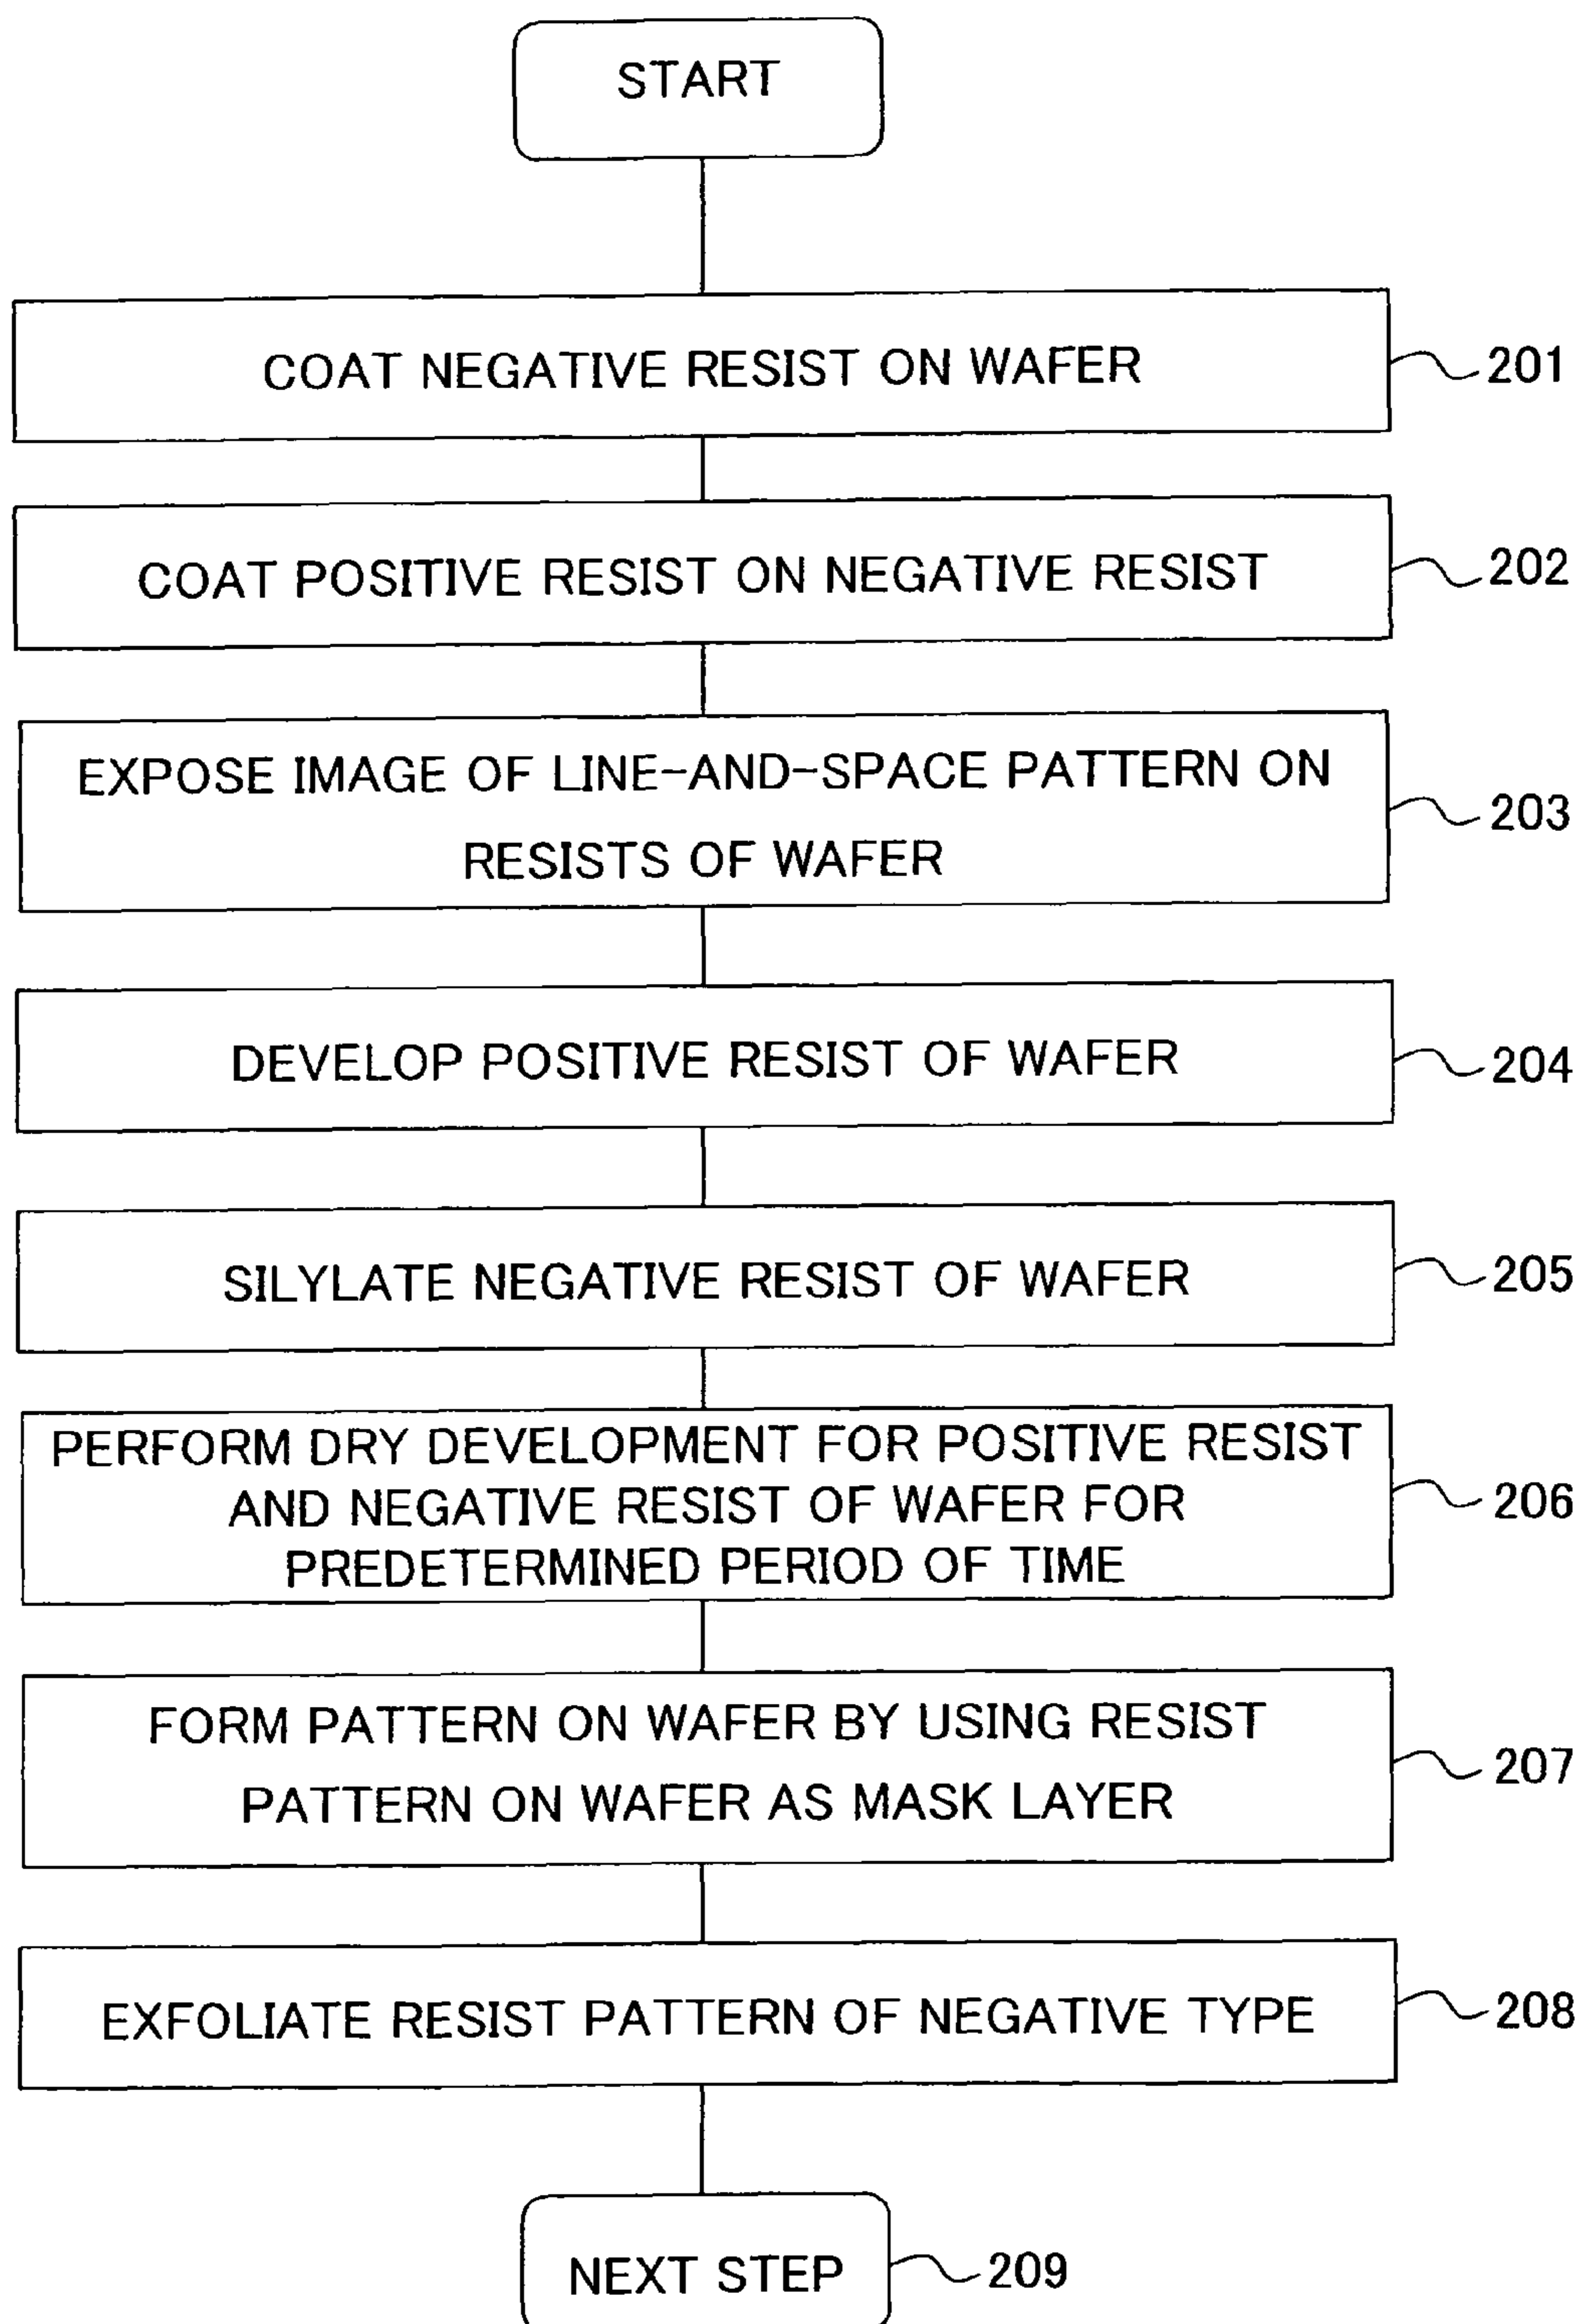 START
COAT NEGATIVE RESIST ON WAFER
201
COAT POSITIVE RESIST ON NEGATIVE RESIST
202
EXPOSE IMAGE OF LINE-AND-SPACE PATTERN ON
RESISTS OF WAFER
203
DEVELOP POSITIVE RESIST OF WAFER
204
SILYLATE NEGATIVE RESIST OF WAFER
205
PERFORM DRY DEVELOPMENT FOR POSITIVE RESIST
AND NEGATIVE RESIST OF WAFER FOR
PREDETERMINED PERIOD OF TIME
206
FORM PATTERN ON WAFER BY USING RESIST
PATTERN ON WAFER AS MASK LAYER
207
EXFOLIATE RESIST PATTERN OF NEGATIVE TYPE
208
NEXT STEP
209